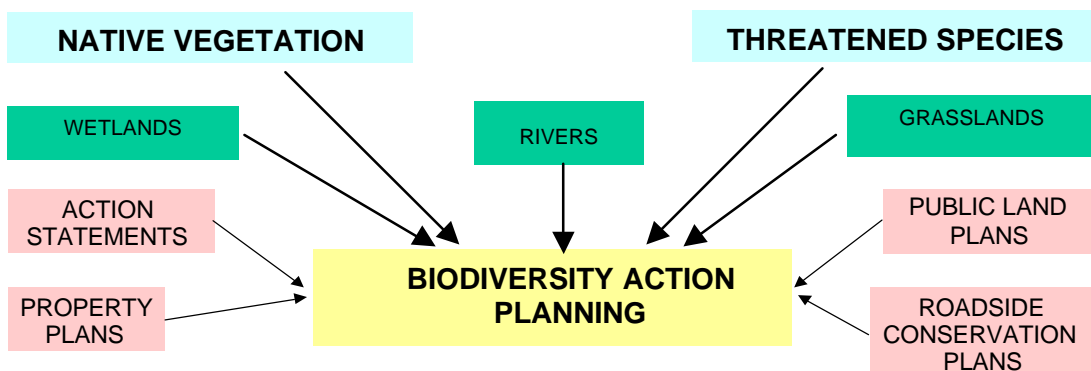 NATIVE VEGETATION
THREATENED SPECIES
WETLANDS
RIVERS
GRASSLANDS
ACTION
STATEMENTS
PUBLIC LAND
PLANS
BIODIVERSITY ACTION
PLANNING
PROPERTY
PLANS
ROADSIDE
CONSERVATION
PLANS